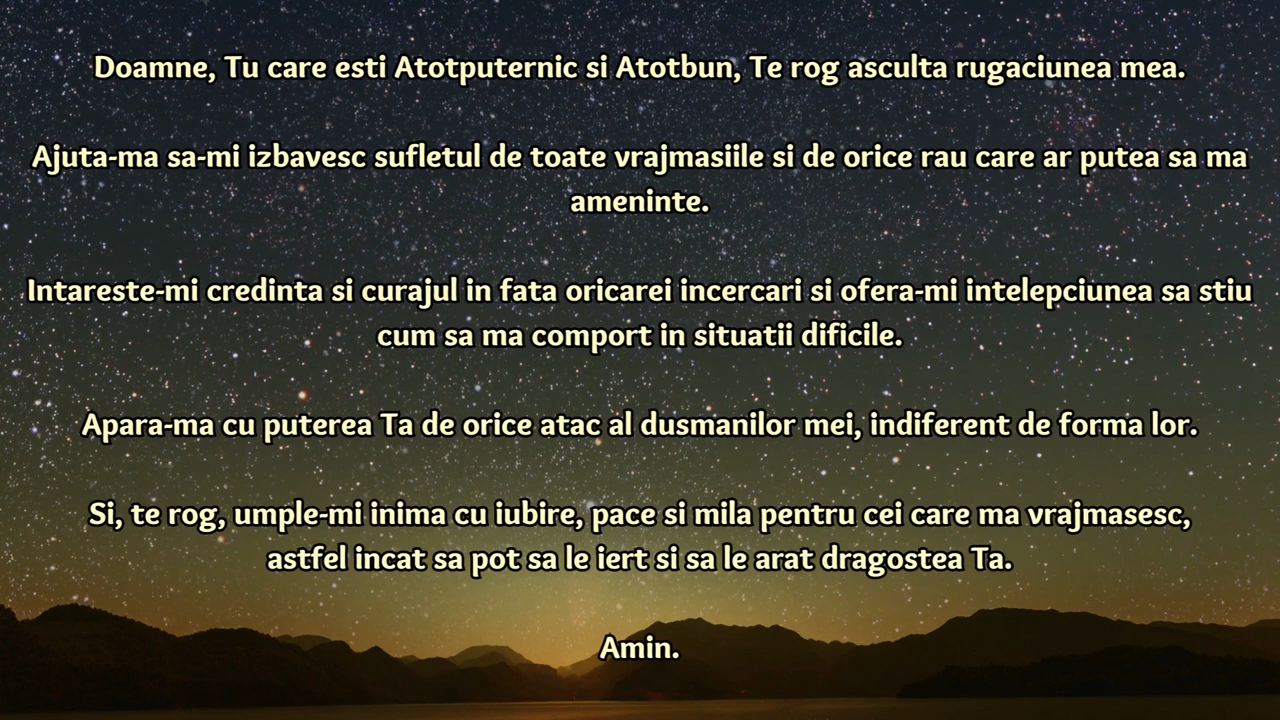 Doamne, Tu care esti Atotputernic si Atotbun, Te rog asculta rugaciunea mea.
Ajuta-ma sa-mi izbavesc sufletul de toate vrajmasiile si de orice rau care ar putea sa ma
ameninte.
Intareste-mi credinta si curajul in fata oricarei incercari si ofera-mi intelepciunea sa stiu
cum sa ma comport in situatii dificile.
Apara-ma cu puterea Ta de orice atac al dusmanilor mei, indiferent de forma lor.
Si, te rog, umple-mi inima cu iubire, pace si mila pentru cei care ma vrajmasesc,
astfel incat sa pot sa le iert si sa le arat dragostea Ta.
Amin.